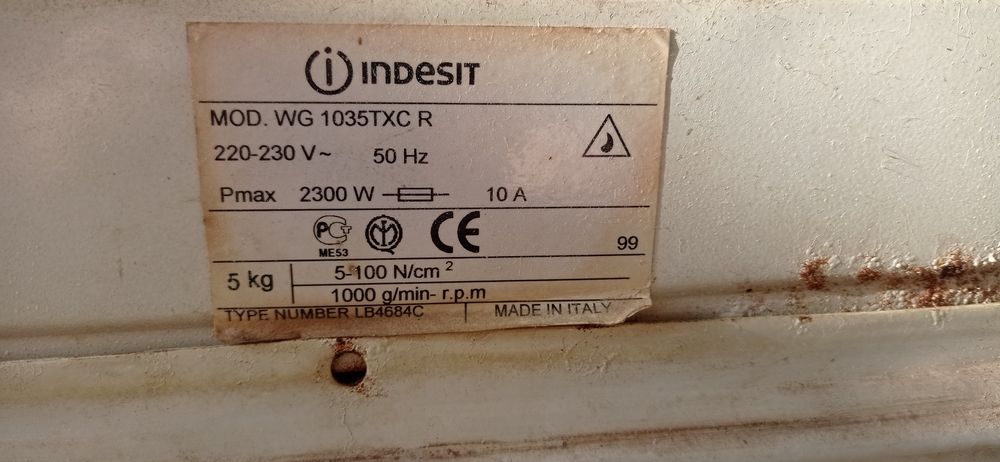 indesit
MOD. WG 1035TXC R
220-230 V~ 50 Hz
Pmax 2300 W 10 A
РСТ
ME53
CE
99
5 kg
5-100 N/cm 2
1000 g/min- r.p.m
TYPE NUMBER LB4684C MADE IN ITALY